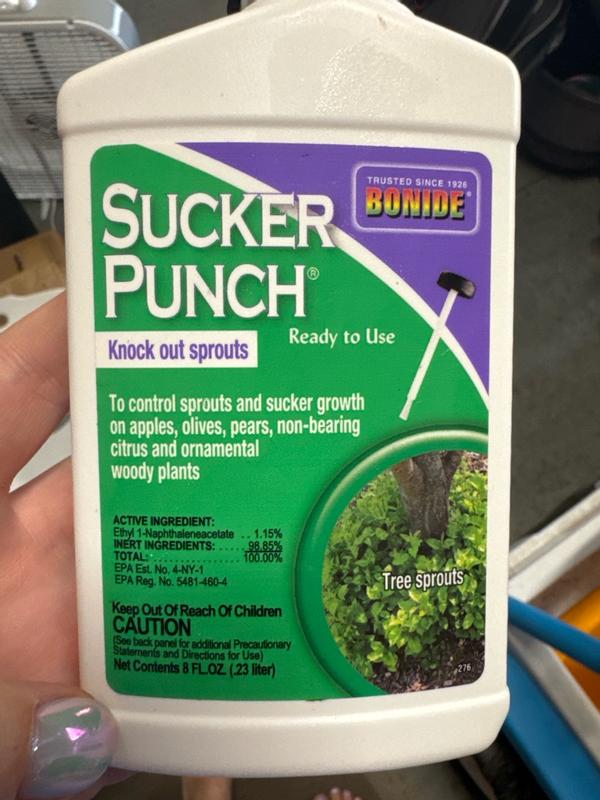 TRUSTED SINCE 1926
BONIDE®
SUCKER
PUNCH®
Knock out sprouts
Ready to Use
To control sprouts and sucker growth
on apples, olives, pears, non-bearing
citrus and ornamental
woody plants
ACTIVE INGREDIENT:
Ethyl 1-Naphthaleneacetate .. 1.15%
INERT INGREDIENTS: ..... 98.85%
TOTAL: .................... 100.00%
EPA Est. No. 4-NY-1
EPA Reg. No. 5481-460-4
Tree sprouts
Keep Out Of Reach Of Children
CAUTION
(See back panel for additional Precautionary
Statements and Directions for Use)
Net Contents 8 FL.OZ. (.23 liter)
276